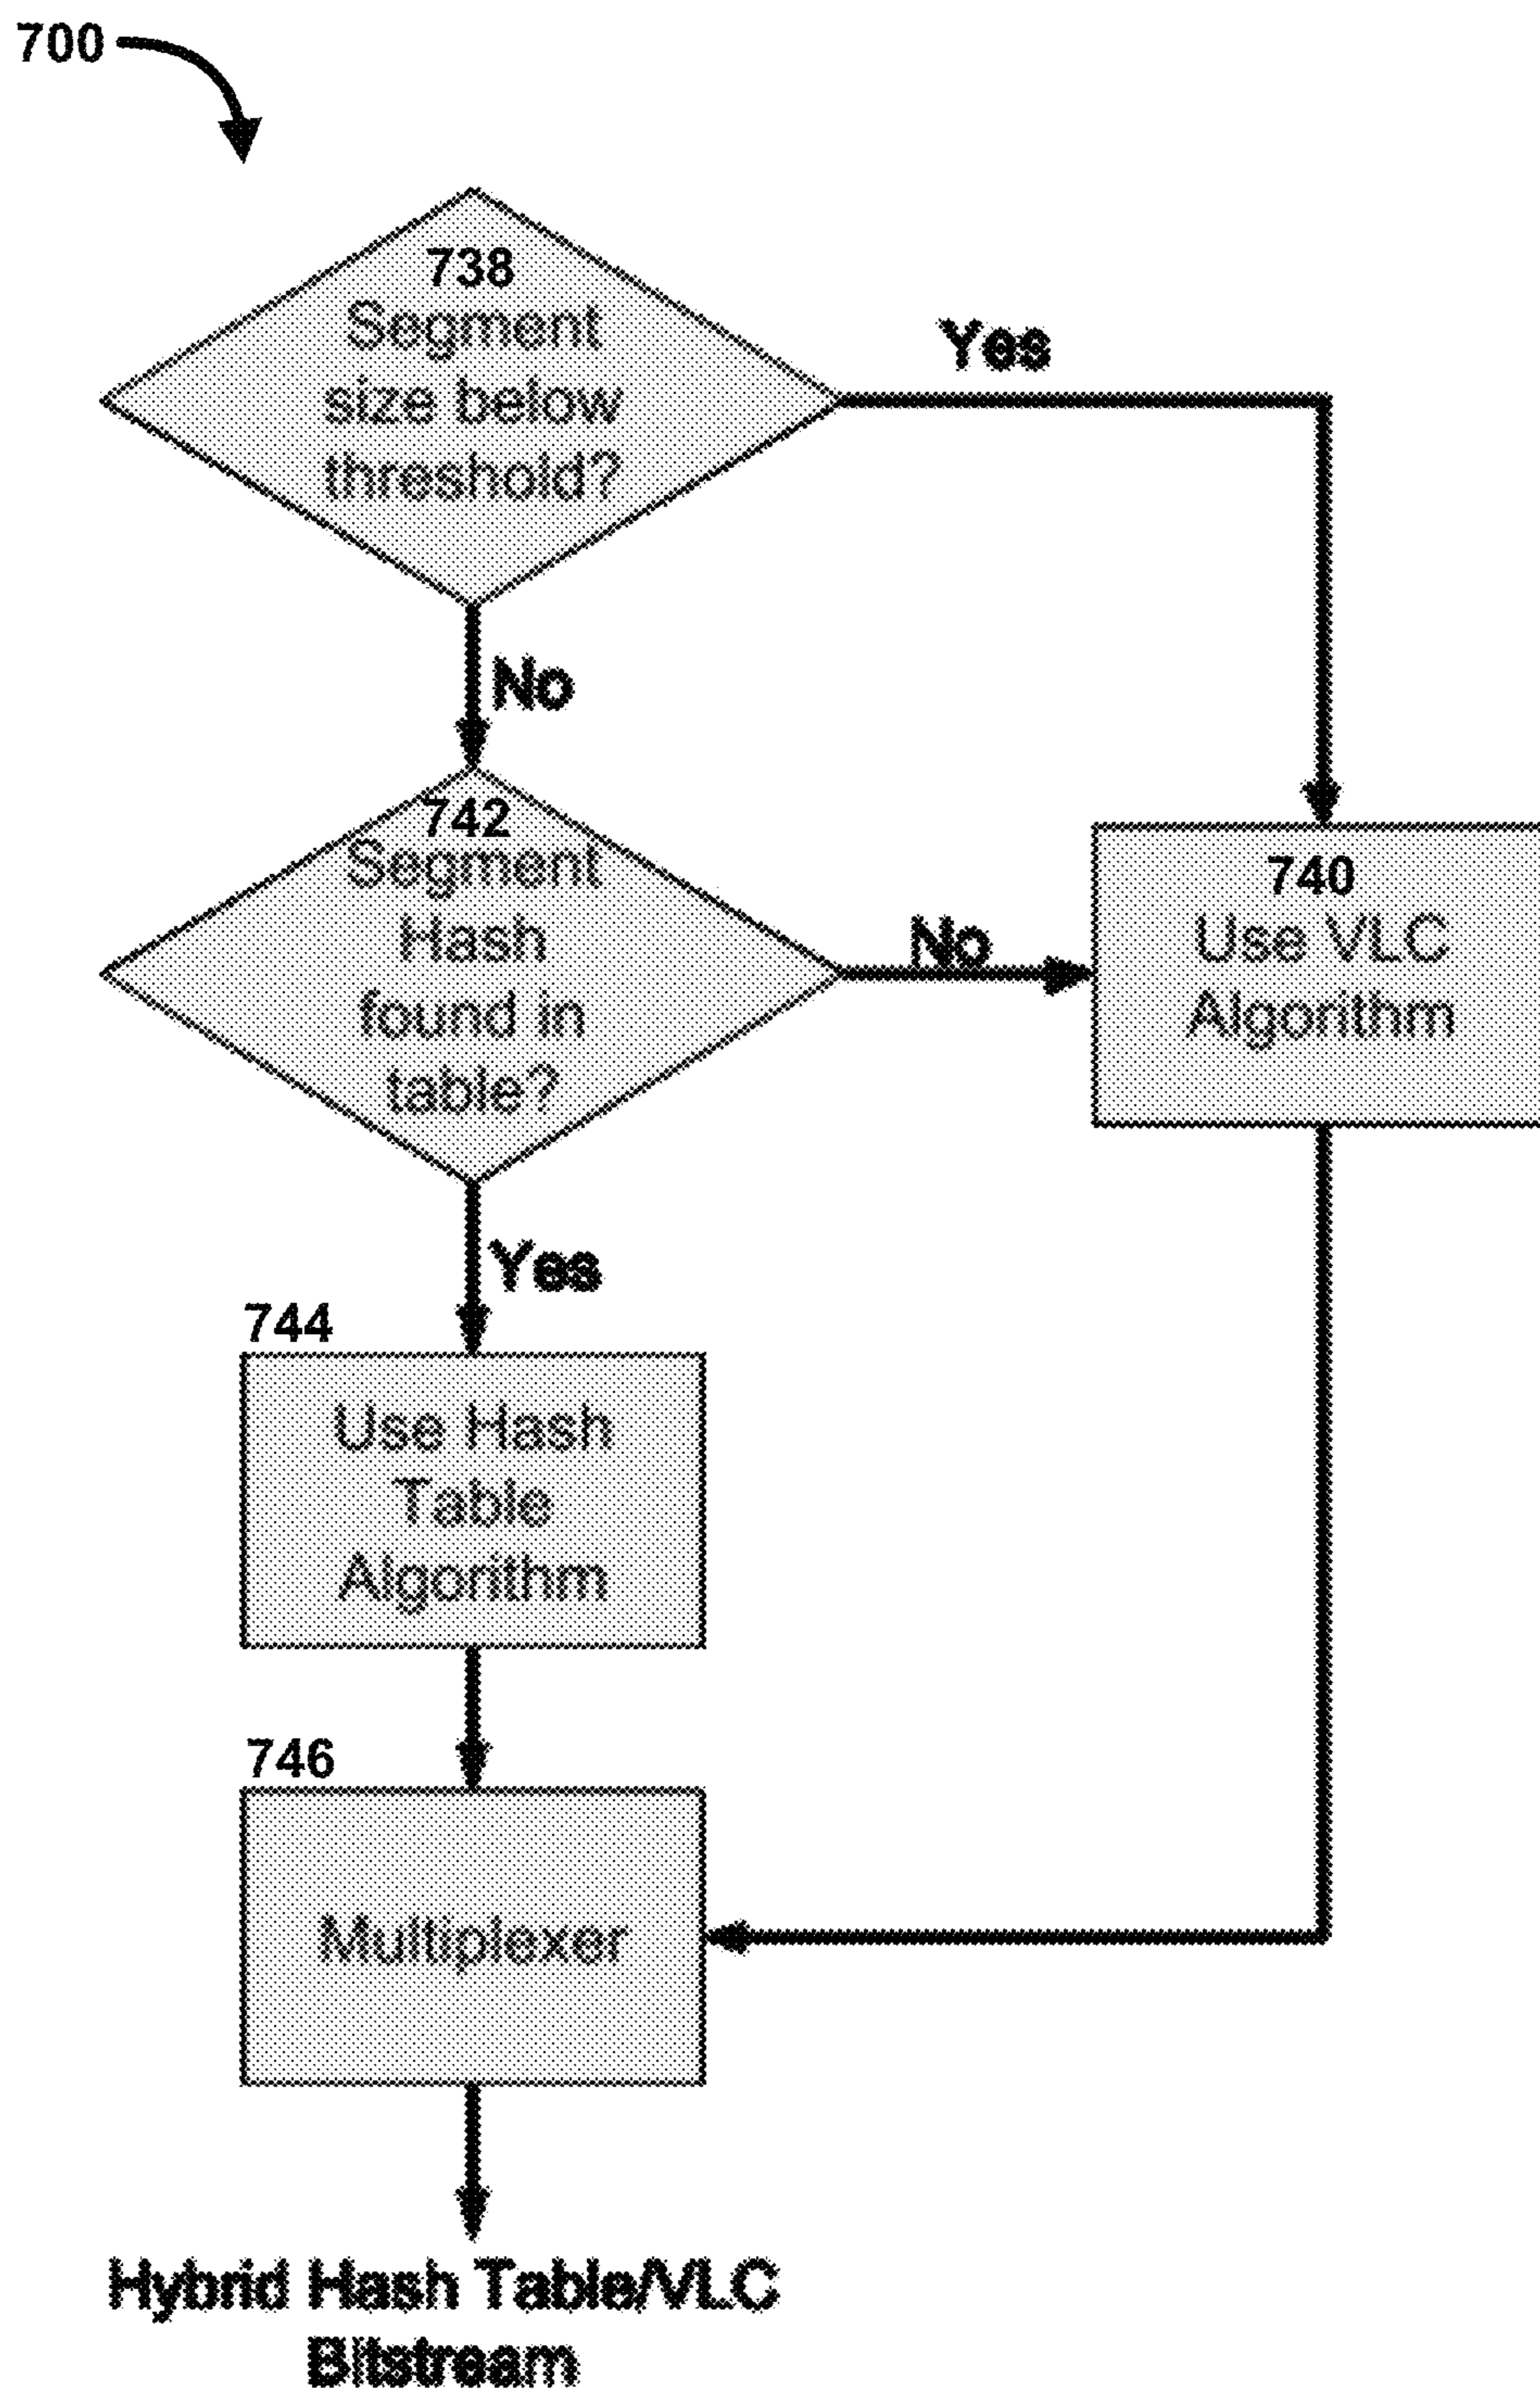 700
738
Segment
size below
threshold?
Yes
No
742
Segment
Hash
found in
table?
No
740
Use VLC
Algorithm
Yes
744
Use Hash
Table
Algorithm
746
Multiplexer
Hybrid Hash Table/VLC
Bitstream